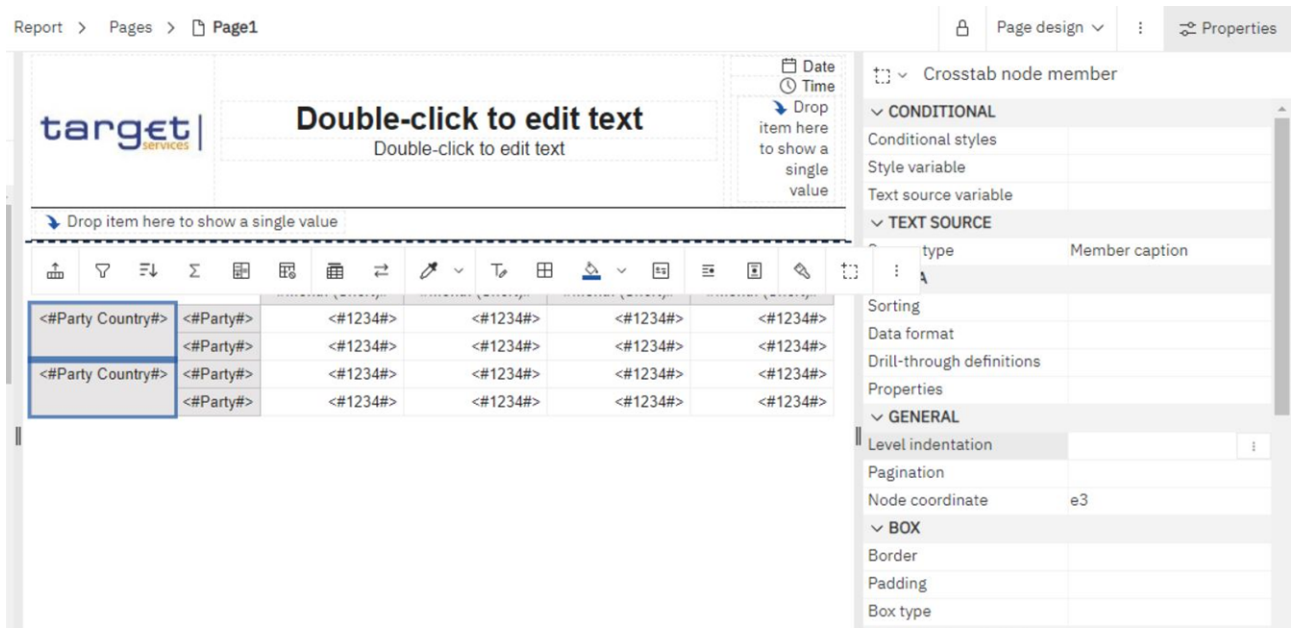 Report > Pages > Page1
Page design
Properties
Date
Time
target
services
Double-click to edit text
Double-click to edit text
Drop
item here
to show a
single
value
Drop item here to show a single value
<#Party Country#> <#Party#> <#1234#> <#1234#> <#1234#> <#1234#>
<#Party#> <#1234#> <#1234#> <#1234#> <#1234#>
<#Party Country#> <#Party#> <#1234#> <#1234#> <#1234#> <#1234#>
<#Party#> <#1234#> <#1234#> <#1234#> <#1234#>
Crosstab node member
CONDITIONAL
Conditional styles
Style variable
Text source variable
TEXT SOURCE
type Member caption
Sorting
Data format
Drill-through definitions
Properties
GENERAL
Level indentation
Pagination
Node coordinate e3
BOX
Border
Padding
Box type